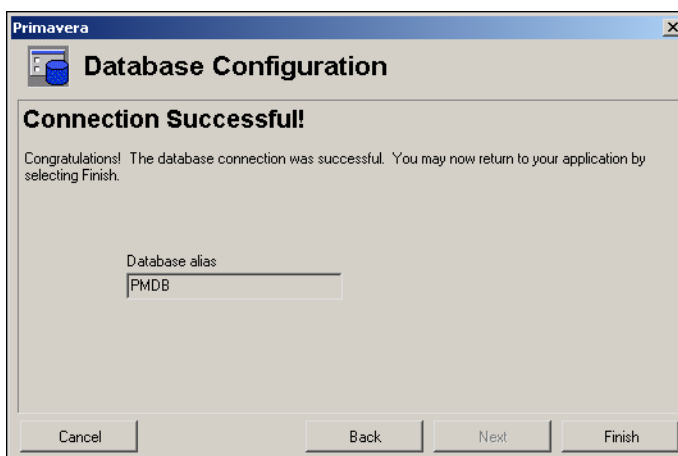 Primavera
Database Configuration
Connection Successful!
Congratulations!  The database connection was successful.  You may now return to your application by
selecting Finish.
Database alias
PMDB
Cancel
Back
Next
Finish